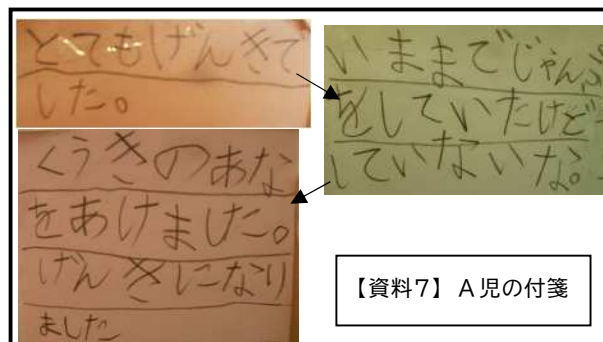 とてもげんきて
した。
いままでじゃんぷ
をしていたけど
していないな。
くうきのあな
をあけました。
げんきになり
ました
【資料7】 A児の付箋